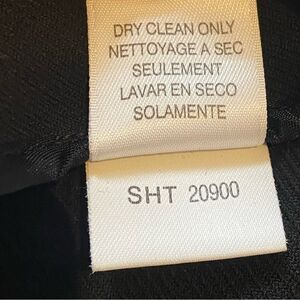 DRY CLEAN ONLY
NETTOYAGE A SEC
SEULEMENT
LAVAR EN SECO
SOLAMENTE
SHT 20900